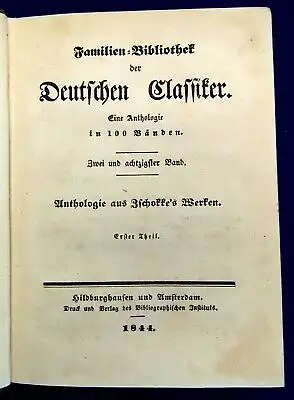 Familien-Bibliothek
der
Deutschen Classiker.
Eine Anthologie
in 100 Bänden.
Zwei und achtzigster Band.
Anthologie aus Zschokke's Werken.
Erster Theil.
Hildburghausen und Amsterdam.
Druck und Verlag des Bibliographischen Instituts.
1844.